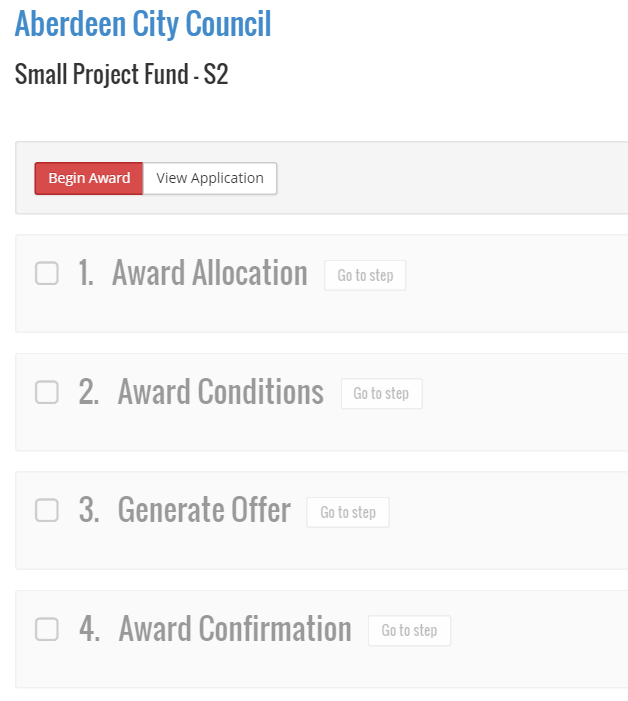 Aberdeen City Council
Small Project Fund - S2
Begin Award View Application
1. Award Allocation Go to step
2. Award Conditions Go to step
3. Generate Offer Go to step
4. Award Confirmation Go to step